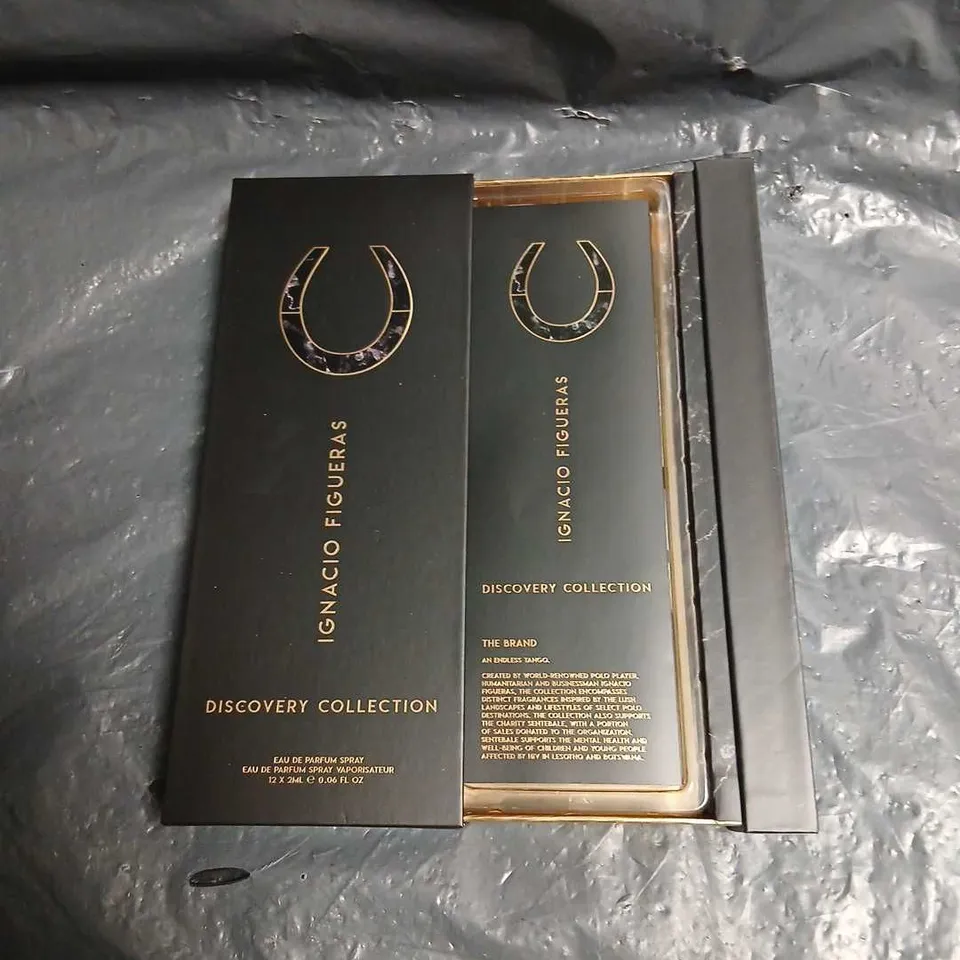 IGNACIO FIGUERAS
DISCOVERY COLLECTION
EAU DE PARFUM SPRAY
EAU DE PARFUM SPRAY VAPORISATEUR
12 X 2ML ℮ 0.06 FL OZ
IGNACIO FIGUERAS
DISCOVERY COLLECTION
THE BRAND
AN ENDLESS TANGO.
CREATED BY WORLD-RENOWNED POLO PLAYER,
HUMANITARIAN AND BUSINESSMAN IGNACIO
FIGUERAS, THE COLLECTION ENCOMPASSES
DISTINCT FRAGRANCES INSPIRED BY THE LUSH
LANDSCAPES AND LIFESTYLES OF SELECT POLO
DESTINATIONS. THE COLLECTION ALSO SUPPORTS
THE CHARITY SENTEBALE, WITH A PORTION
OF SALES DONATED TO THE ORGANIZATION.
SENTEBALE SUPPORTS THE MENTAL HEALTH AND
WELL-BEING OF CHILDREN AND YOUNG PEOPLE
AFFECTED BY HIV IN LESOTHO AND BOTSWANA.